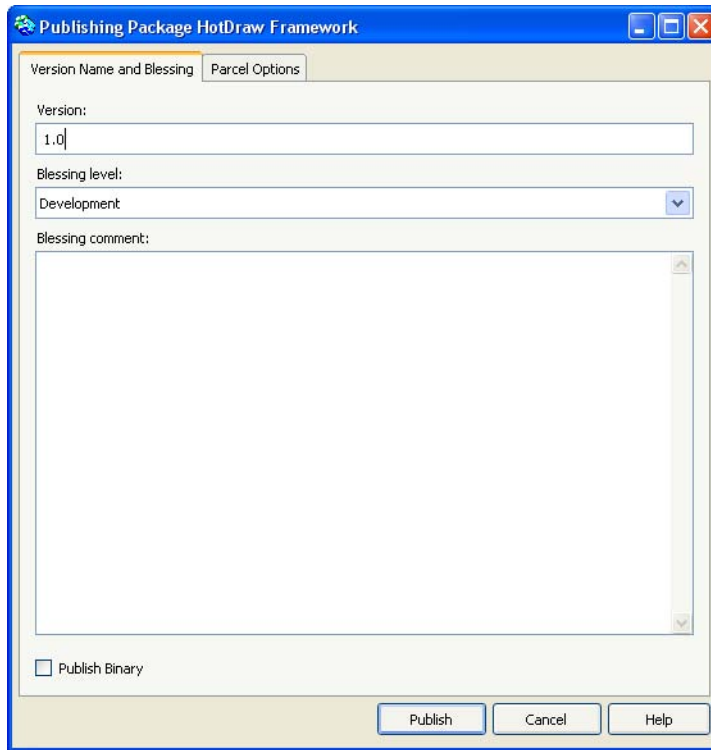 Publishing Package HotDraw Framework
Version Name and Blessing Parcel Options
Version:
1.0
Blessing level:
Development
Blessing comment:
Publish Binary
Publish Cancel Help